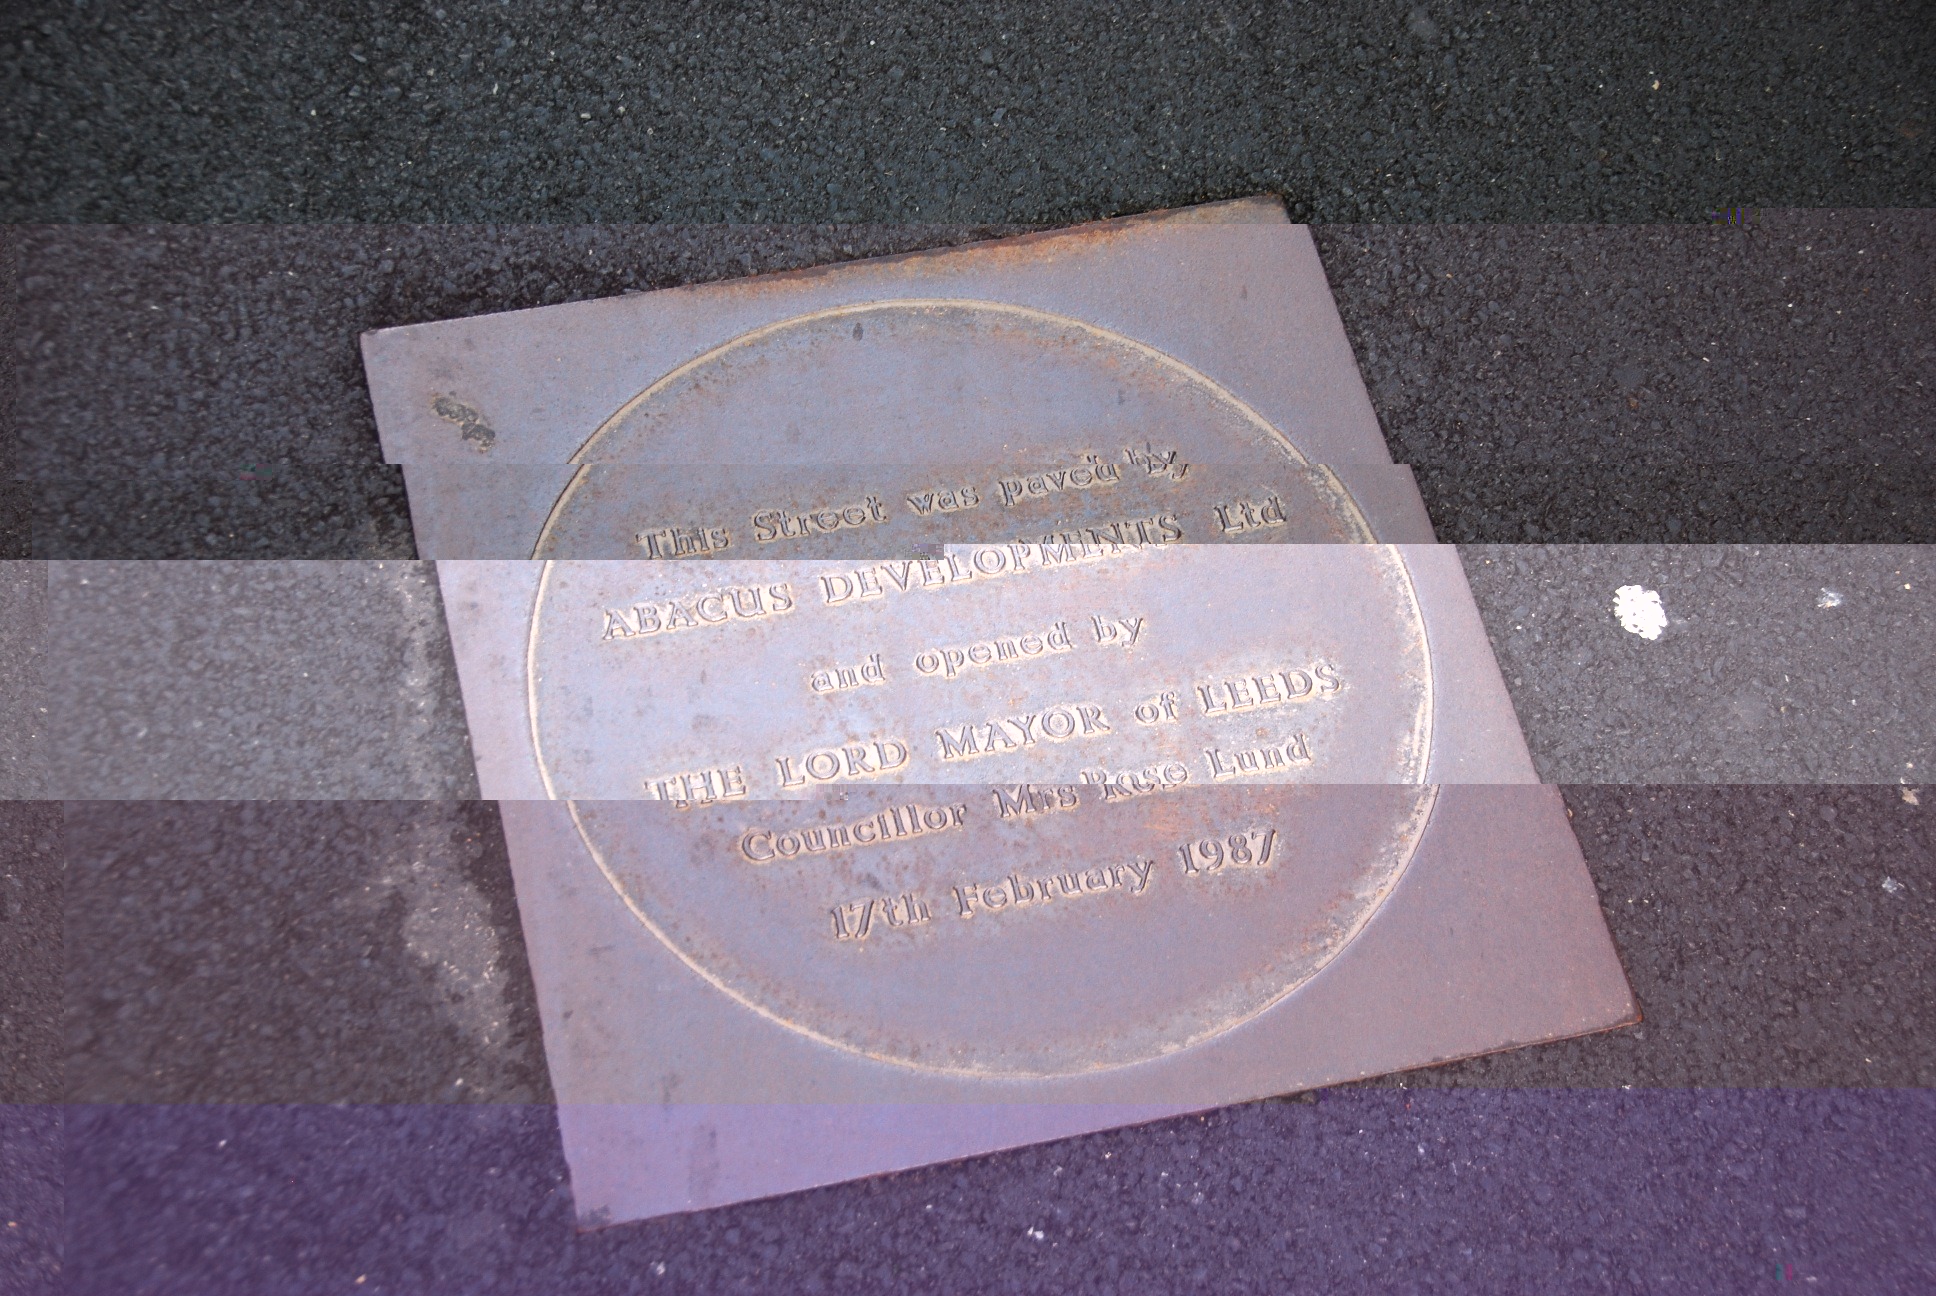 This Street was paved by
ABACUS DEVELOPMENTS Ltd
and opened by
THE LORD MAYOR of LEEDS
Councillor Mrs Rose Lund
17th February 1987